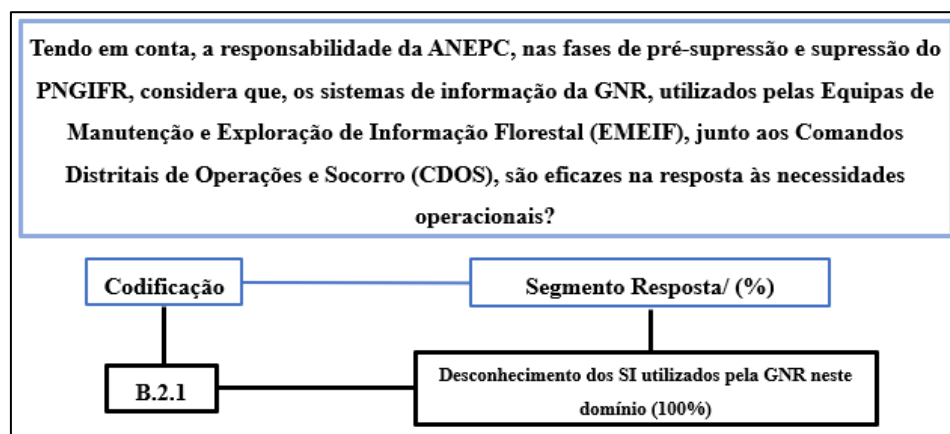 Tendo em conta, a responsabilidade da ANEPC, nas fases de pré-supressão e supressão do
PNGIFR, considera que, os sistemas de informação da GNR, utilizados pelas Equipas de
Manutenção e Exploração de Informação Florestal (EMEIF), junto aos Comandos
Distritais de Operações e Socorro (CDOS), são eficazes na resposta às necessidades
operacionais?
Codificação
Segmento Resposta/ (%)
B.2.1
Desconhecimento dos SI utilizados pela GNR neste
domínio (100%)